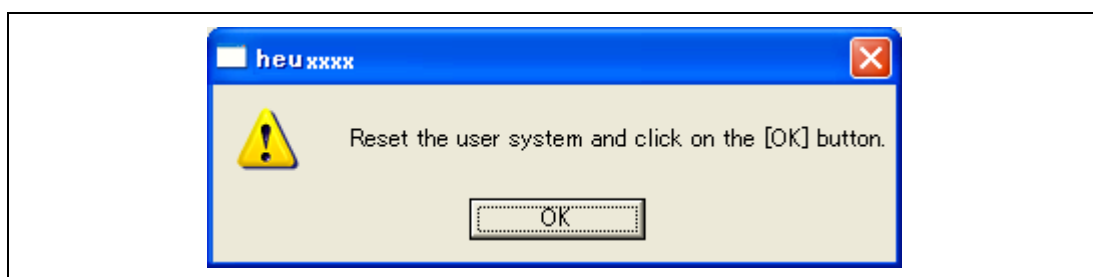 heuxxxx
Reset the user system and click on the [OK] button.
OK